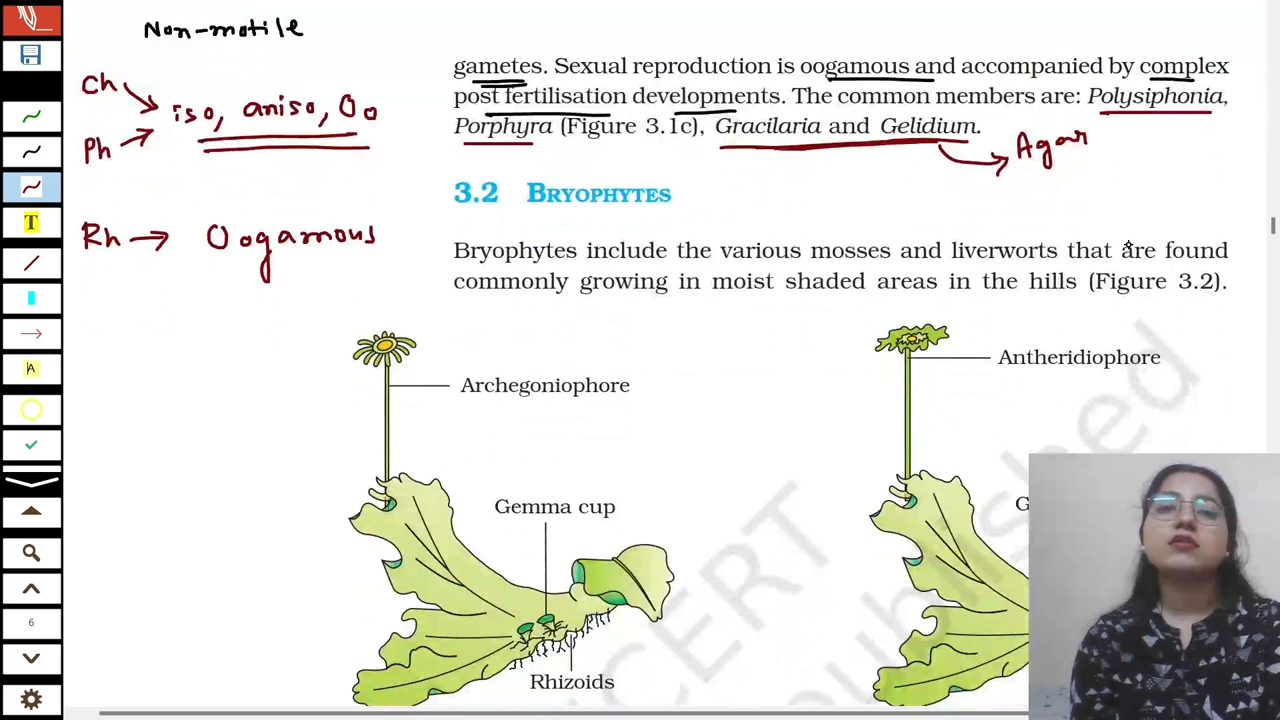 Non-motile
gametes. Sexual reproduction is oogamous and accompanied by complex
post fertilisation developments. The common members are: Polysiphonia,
Porphyra (Figure 3.1c), Gracilaria and Gelidium.
Ch
iso, aniso, Oo
Ph
Agar
Rh → Oogamous
3.2 BRYOPHYTES
Bryophytes include the various mosses and liverworts that are found
commonly growing in moist shaded areas in the hills (Figure 3.2).
Archegoniophore
Antheridiophore
Gemma cup
G
Rhizoids
NCERT
published
T
A
6